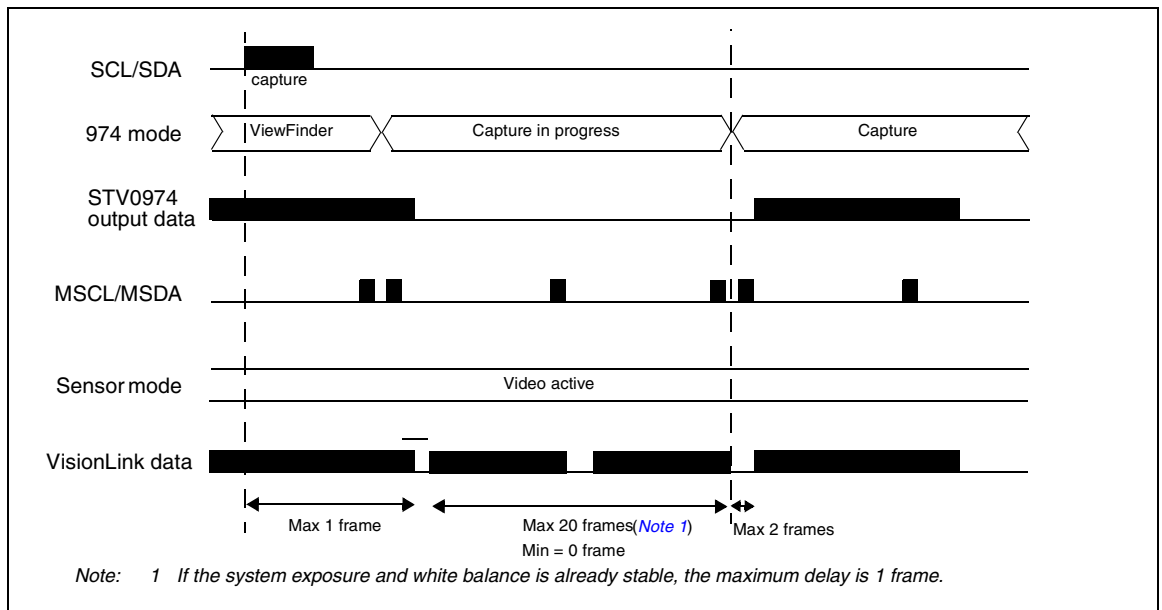 SCL/SDA
capture
974 mode
ViewFinder
Capture in progress
Capture
STV0974
output data
MSCL/MSDA
Sensor mode
Video active
VisionLink data
Max 1 frame
Max 20 frames(Note 1)
Min = 0 frame
Max 2 frames
Note: 1 If the system exposure and white balance is already stable, the maximum delay is 1 frame.